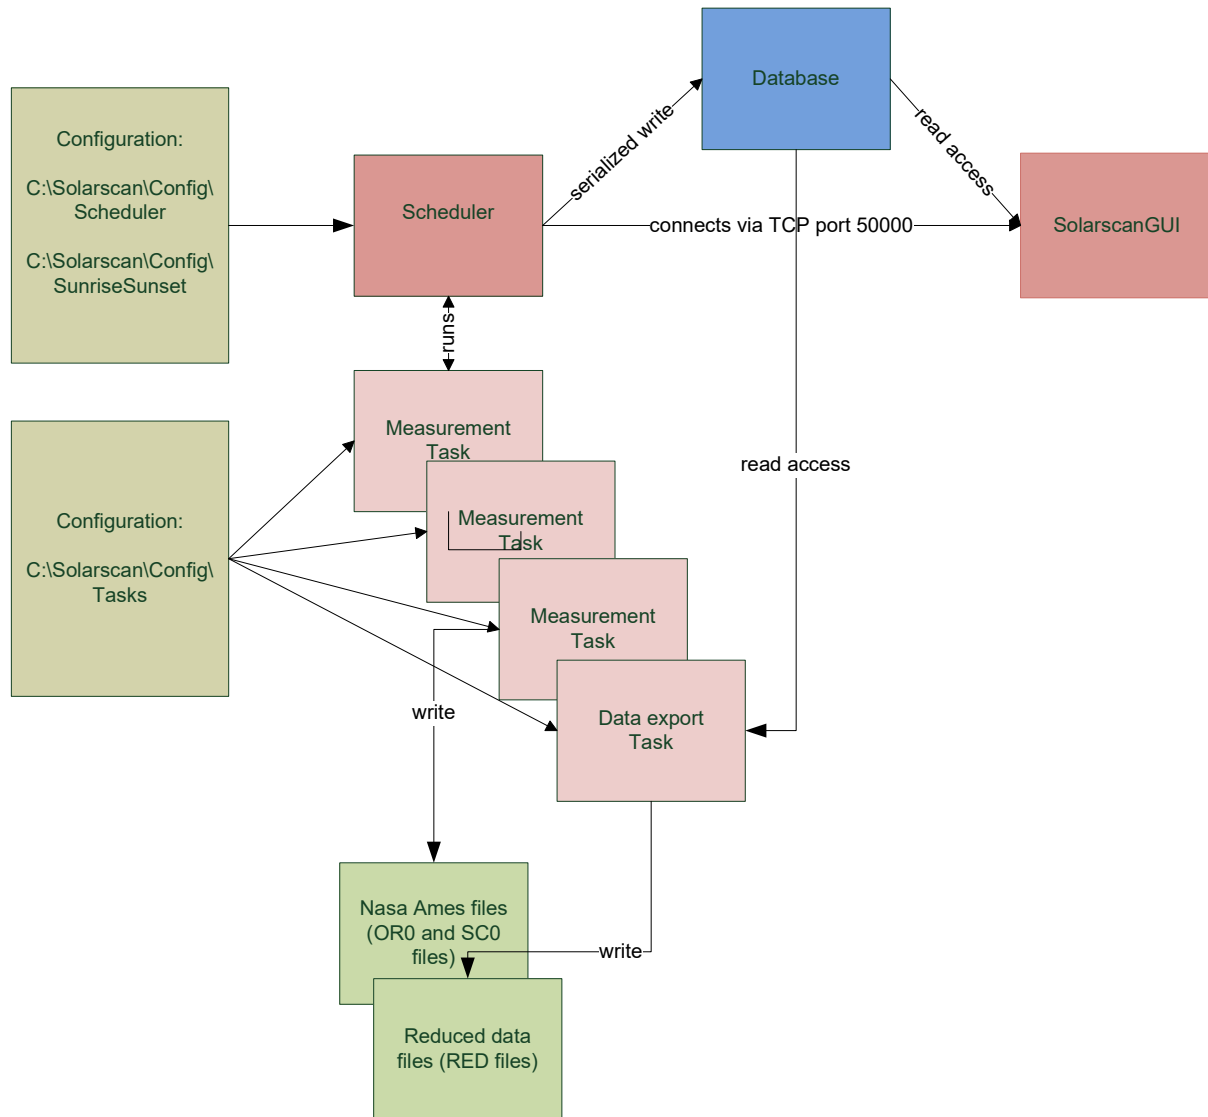 Database
Configuration:
C:\Solarscan\Config\
Scheduler
C:\Solarscan\Config\
SunriseSunset
Scheduler
serialized write
read access
connects via TCP port 50000
SolarscanGUI
runs
Measurement
Task
Configuration:
C:\Solarscan\Config\
Tasks
read access
Measurement
Task
Measurement
Task
write
Data export
Task
Nasa Ames files
(OR0 and SC0
files)
write
Reduced data
files (RED files)